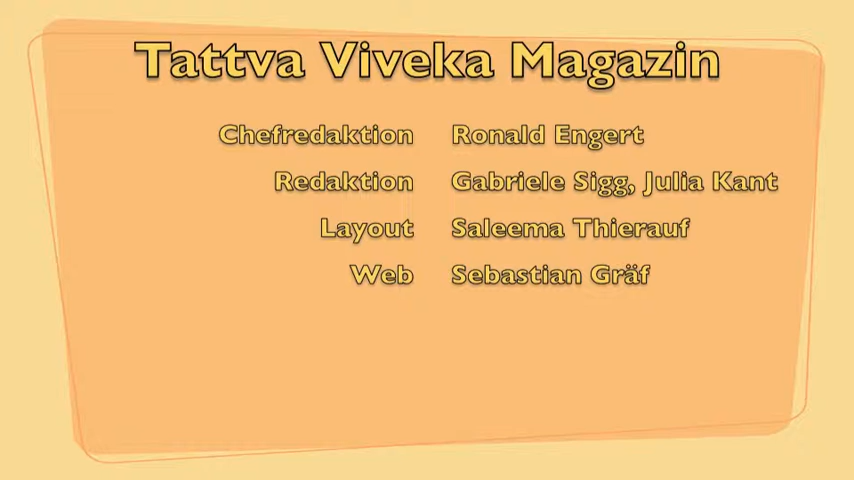 Tattva Viveka Magazin
Chefredaktion Ronald Engert
Redaktion Gabriele Sigg, Julia Kant
Layout Saleema Thierauf
Web Sebastian Gräf